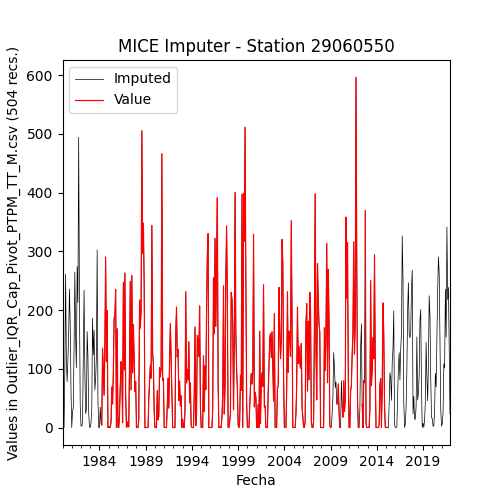 MICE Imputer - Station 29060550
Values in Outlier_IQR_Cap_Pivot_PTPM_TT_M.csv (504 recs.)
600
500
400
300
200
100
0
Imputed
Value
1984 1989 1994 1999 2004 2009 2014 2019
Fecha